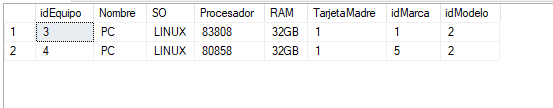 idEquipo Nombre SO Procesador RAM TarjetaMadre idMarca idModelo
1 3 PC LINUX 83808 32GB 1 1 2
2 4 PC LINUX 80858 32GB 1 5 2